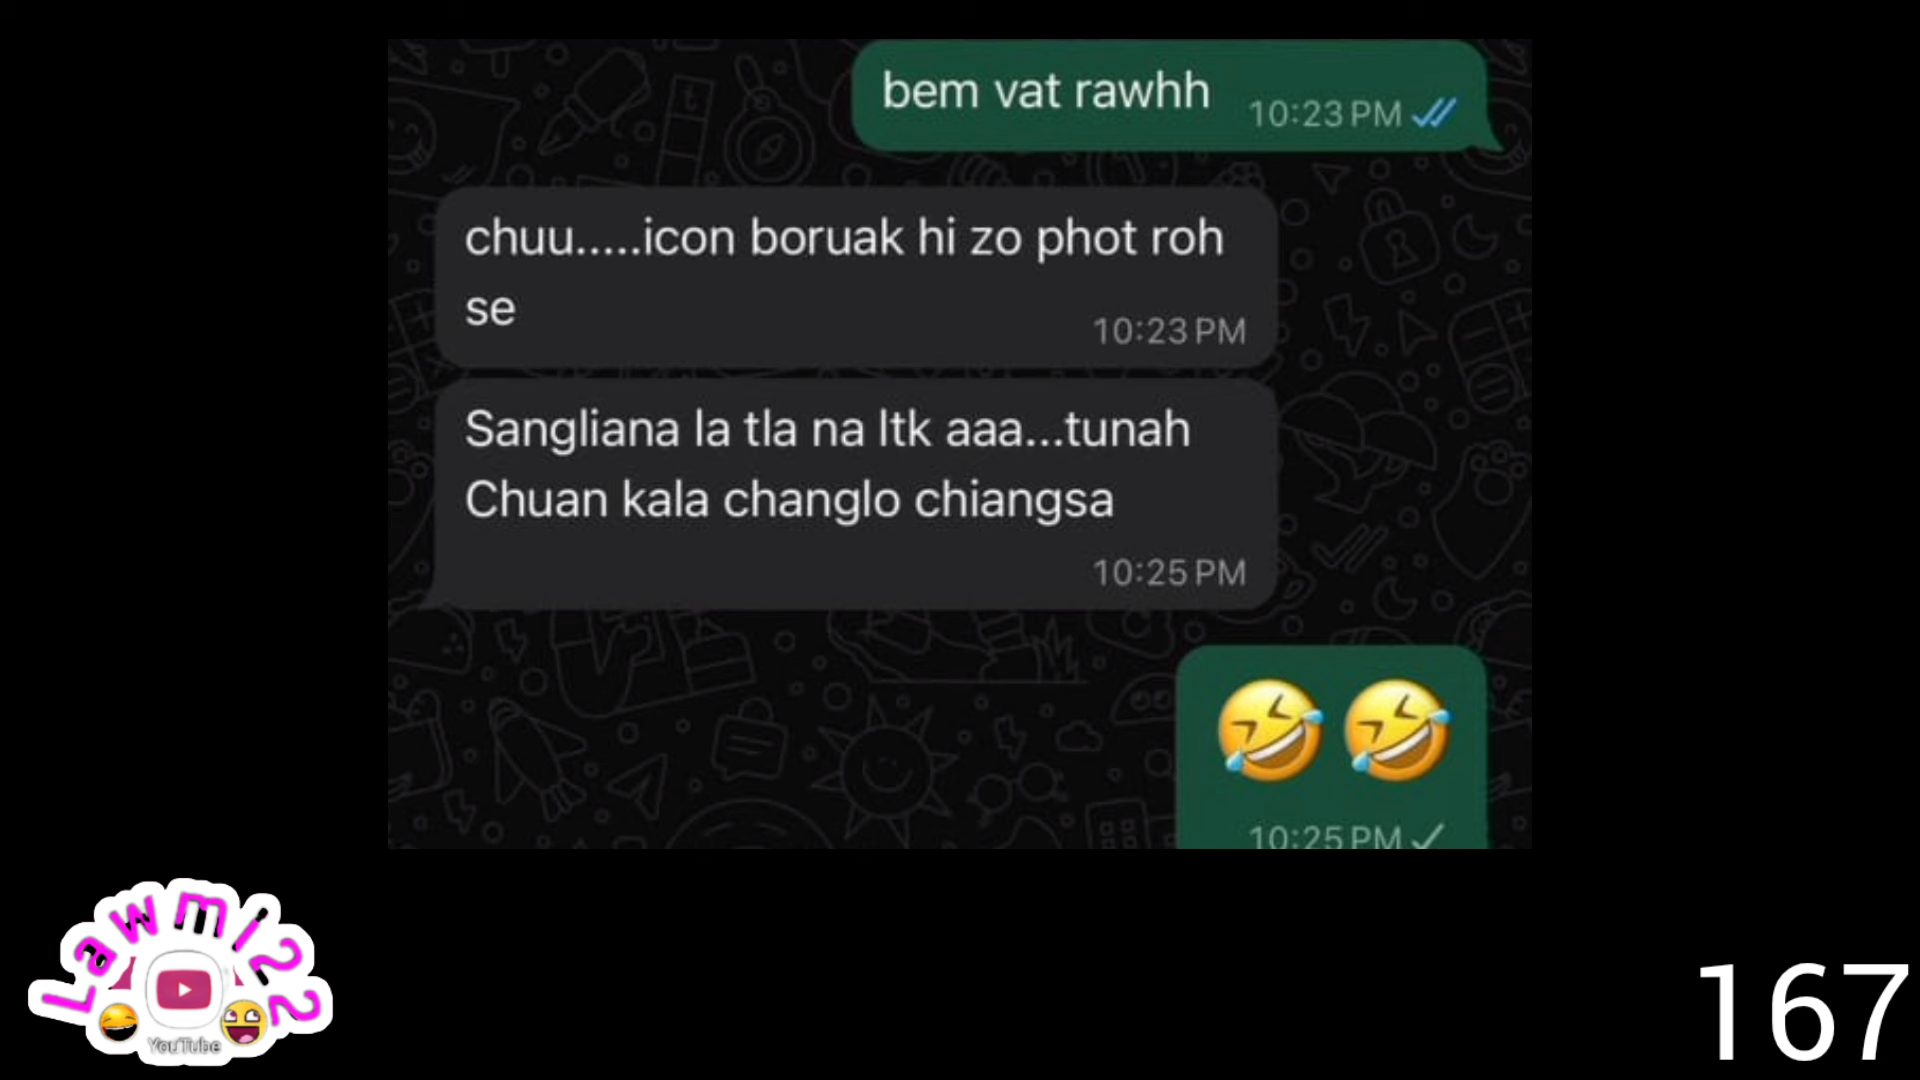 bem vat rawhh
10:23 PM
chuu.....icon boruak hi zo phot roh
se
10:23 PM
Sangliana la tla na ltk aaa...tunah
Chuan kala changlo chiangsa
10:25 PM
🤣🤣
10:25 PM
Lawmi22
YouTube
167